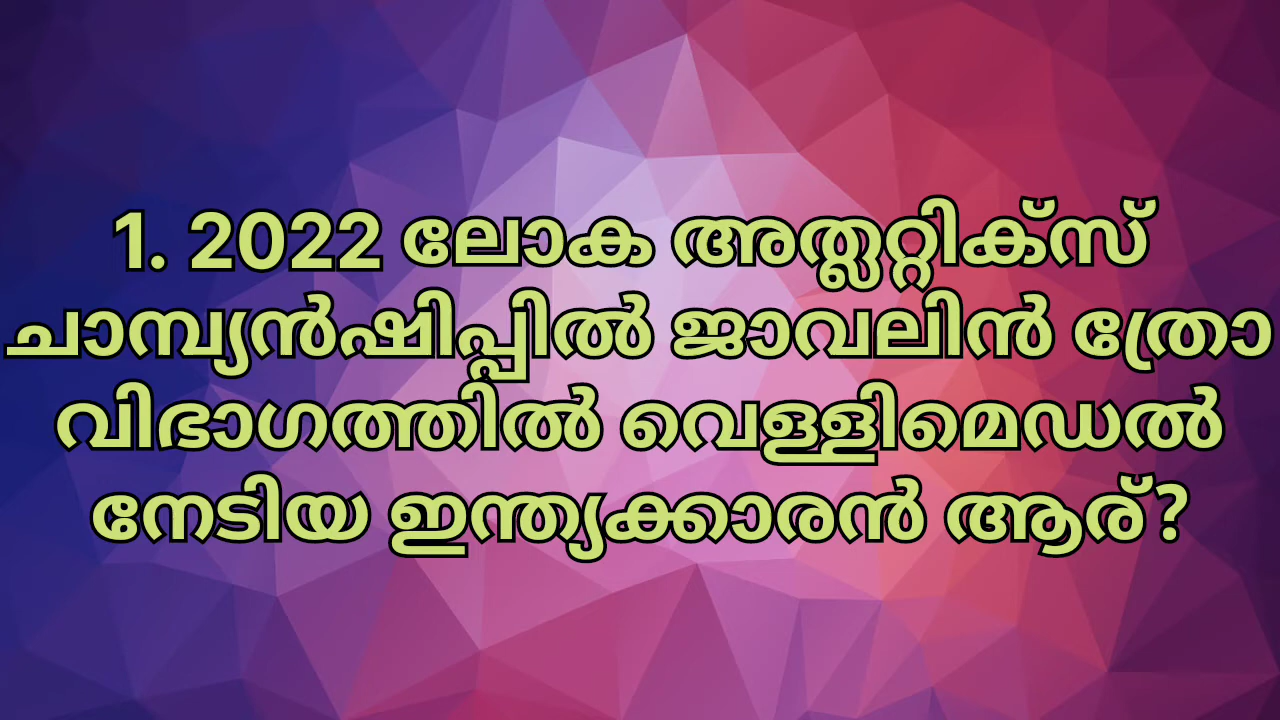 1. 2022 ലോക അത്ലറ്റിക്സ്
ചാമ്പ്യൻഷിപ്പിൽ ജാവലിൻ ത്രോ
വിഭാഗത്തിൽ വെള്ളിമെഡൽ
നേടിയ ഇന്ത്യക്കാരൻ ആര്?